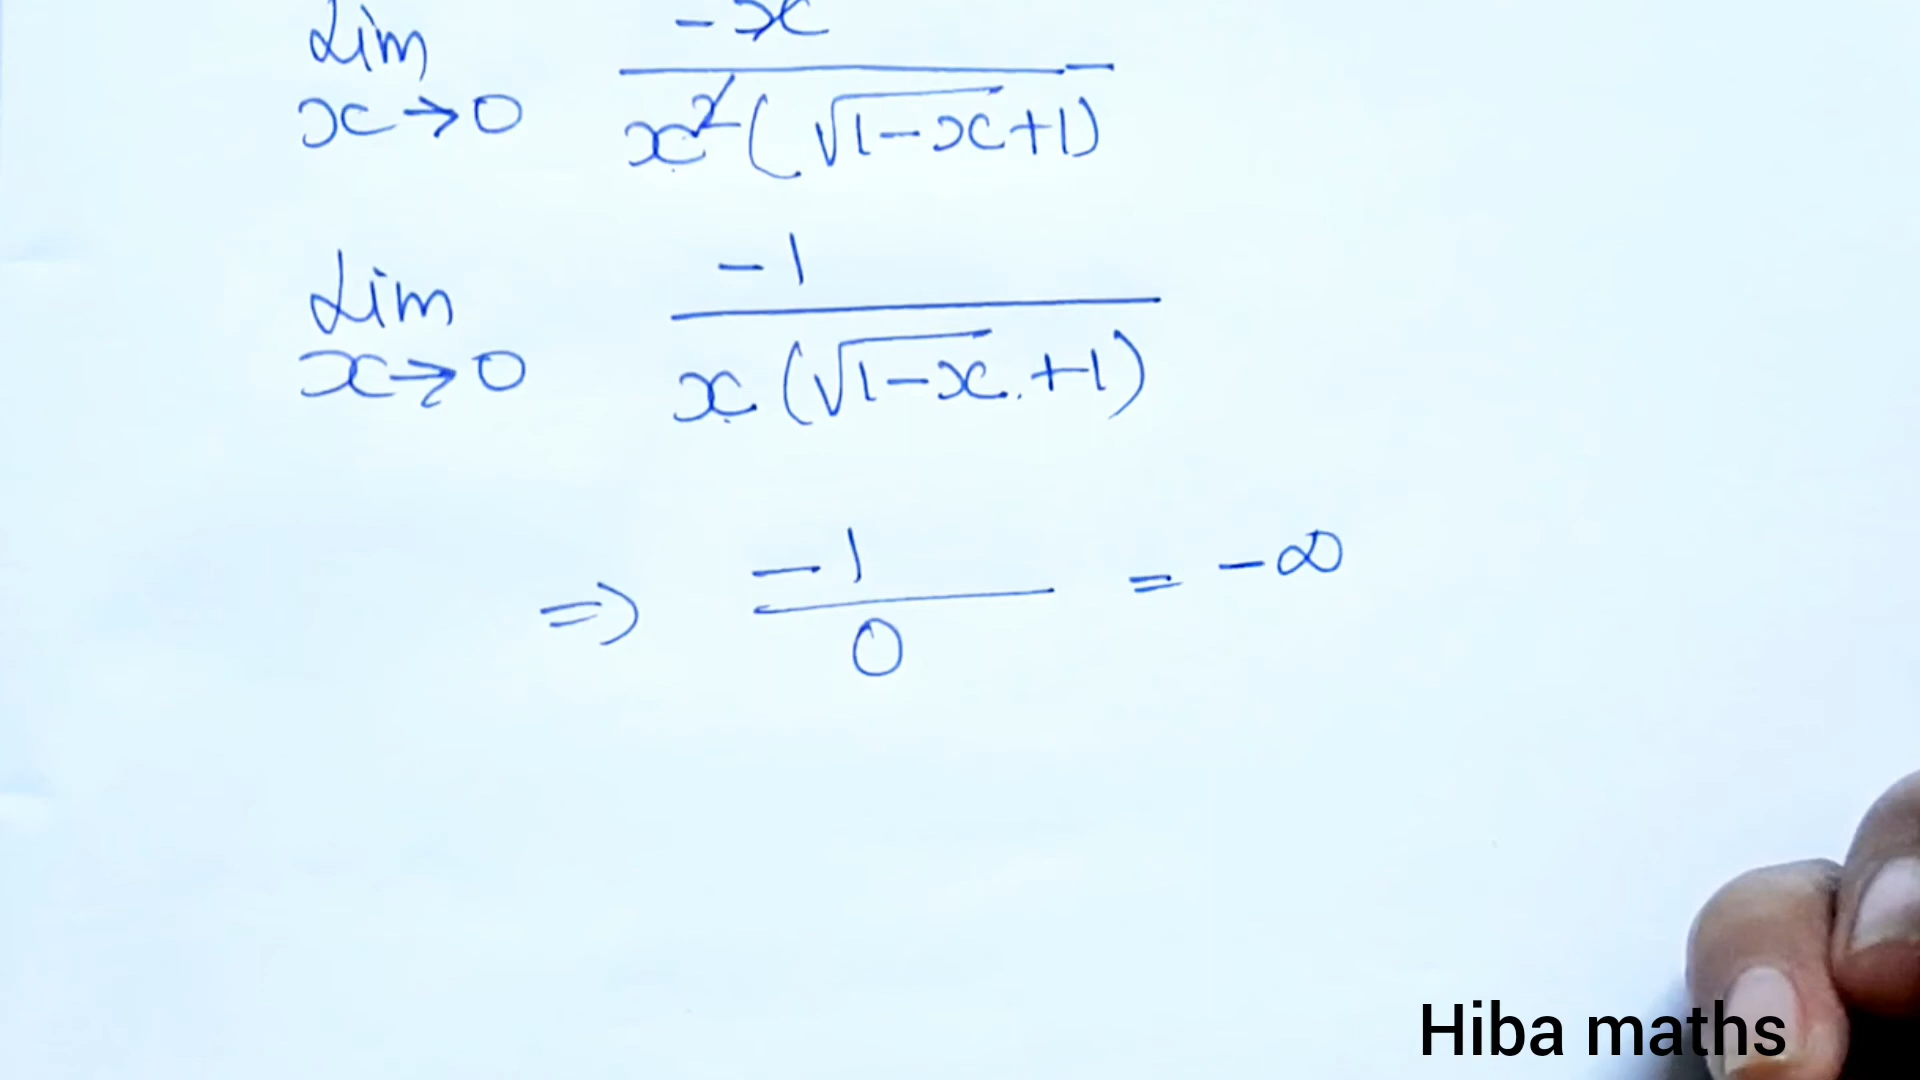 Lim -x
x→0 x²(√1-x+1)
Lim -1
x→0 x(√1-x+1)
⇒ -1/0 = -∞
Hiba maths